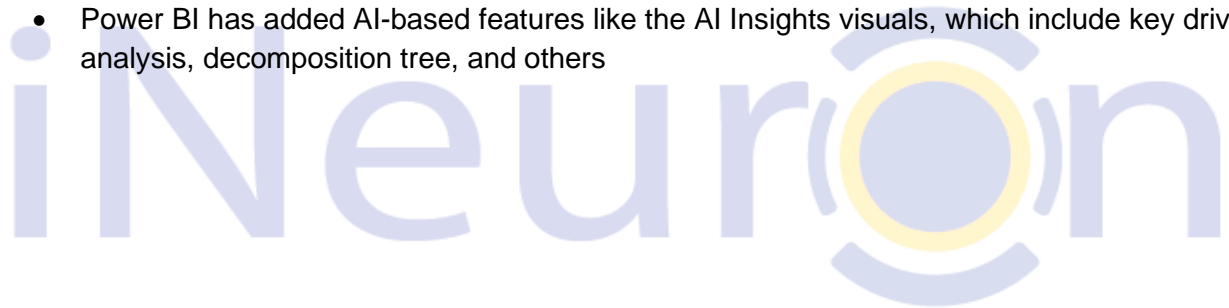 • Power BI has added AI-based features like the AI Insights visuals, which include key driv
analysis, decomposition tree, and others
iNeuron